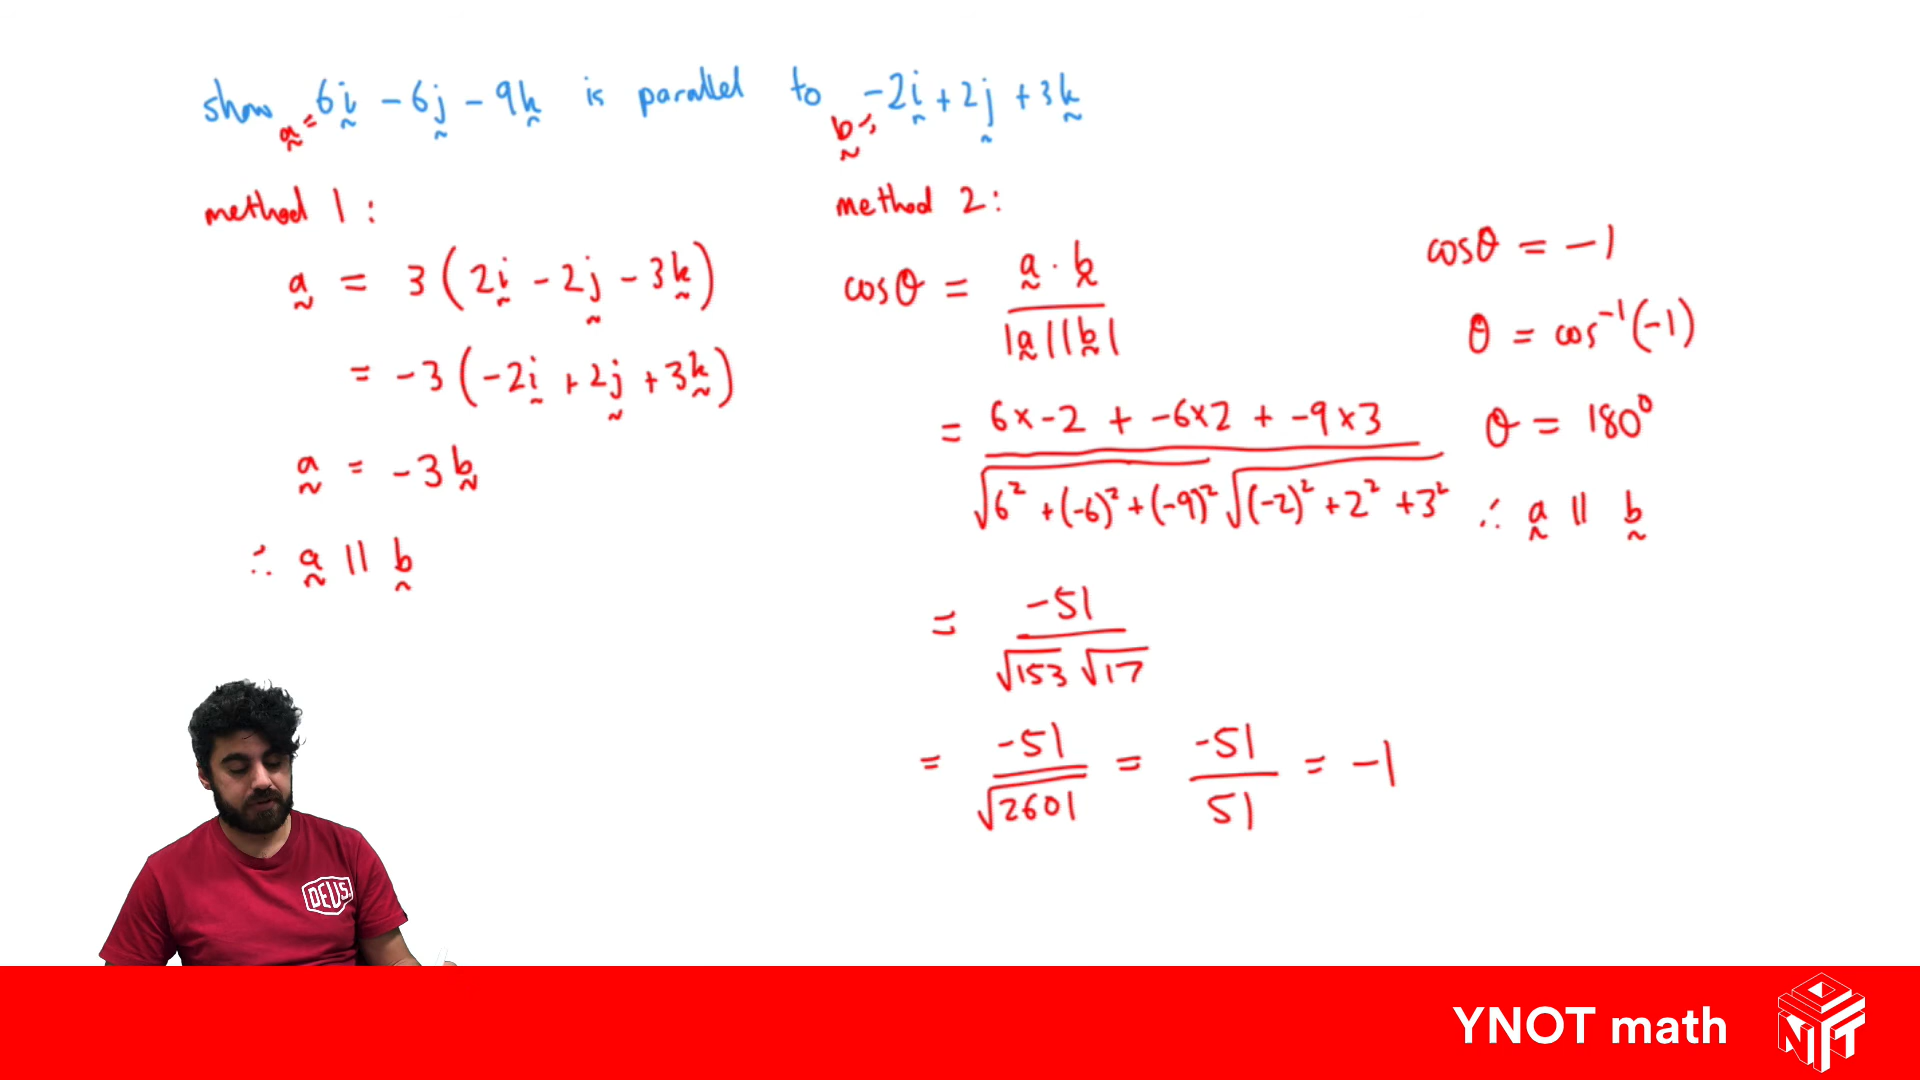 show 6i - 6j - 9k is parallel to -2i + 2j + 3k
a = b =
method 1:
a = 3(2i - 2j - 3k)
= -3(-2i + 2j + 3k)
a = -3b
∴ a || b
method 2:
cosθ = a · b / |a||b|
= 6×-2 + -6×2 + -9×3 / √6² + (-6)² + (-9)² √(-2)² + 2² + 3²
= -51 / √153 √17
= -51 / √2601 = -51 / 51 = -1
cosθ = -1
θ = cos⁻¹(-1)
θ = 180°
∴ a || b
DEUS.
YNOT math
YNOT